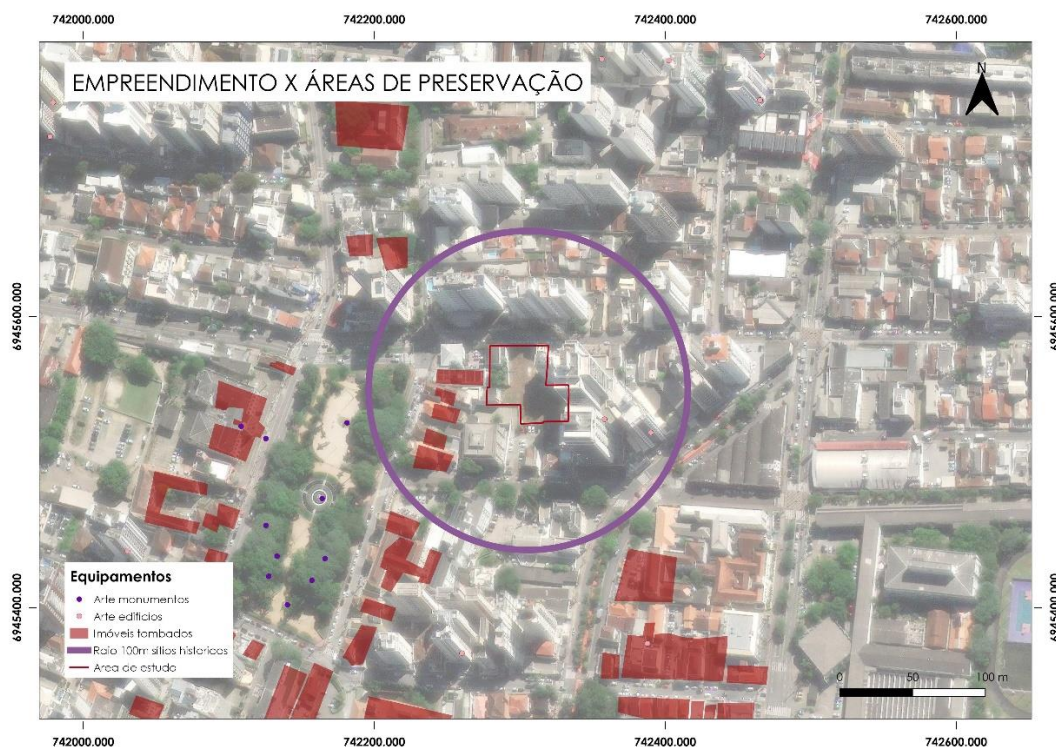 742000.000 742200.000 742400.000 742600.000
EMPREENDIMENTO X ÁREAS DE PRESERVAÇÃO
N
6945600.000 6945600.000
6945400.000 6945400.000
Equipamentos
Arte monumentos
Arte edifícios
Imóveis tombados
Raio 100m sítios históricos
Area de estudo
0 50 100 m
742000.000 742200.000 742400.000 742600.000